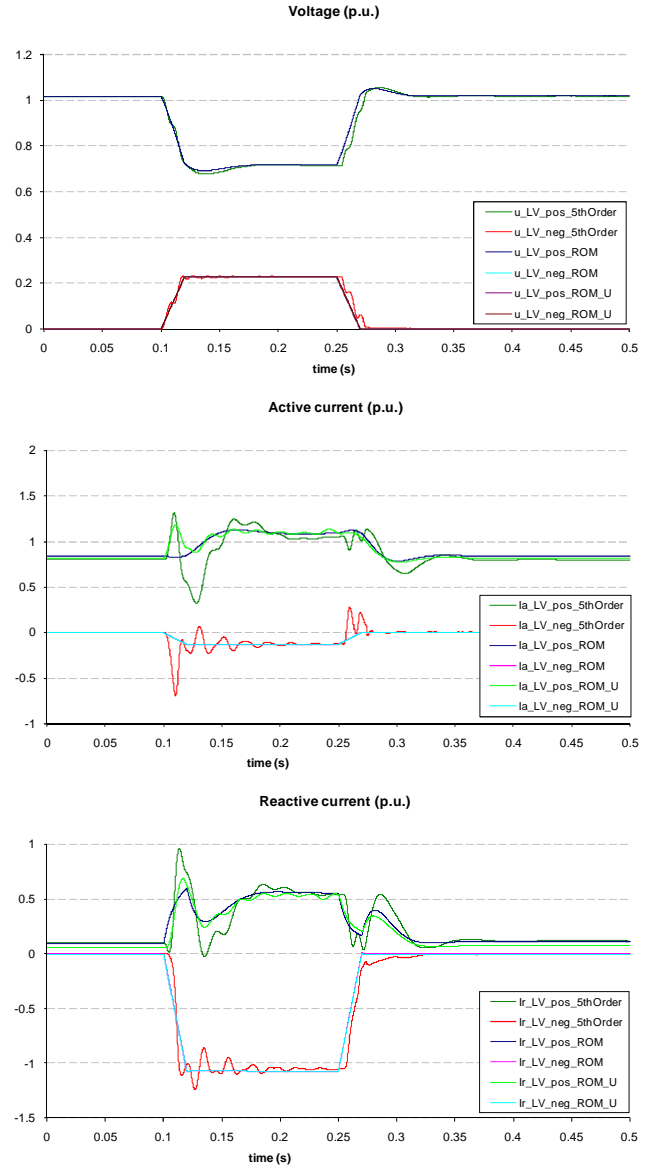 Voltage (p.u.)
1.2
1
0.8
0.6
0.4
0.2
0
u_LV_pos_5thOrder
u_LV_neg_5thOrder
u_LV_pos_ROM
u_LV_neg_ROM
u_LV_pos_ROM_U
u_LV_neg_ROM_U
0 0.05 0.1 0.15 0.2 0.25 0.3 0.35 0.4 0.45 0.5
time (s)
Active current (p.u.)
2
1.5
1
0.5
0
-0.5
-1
Ia_LV_pos_5thOrder
Ia_LV_neg_5thOrder
Ia_LV_pos_ROM
Ia_LV_neg_ROM
Ia_LV_pos_ROM_U
Ia_LV_neg_ROM_U
0 0.05 0.1 0.15 0.2 0.25 0.3 0.35 0.4 0.45 0.5
time (s)
Reactive current (p.u.)
1
0.5
0
-0.5
-1
-1.5
Ir_LV_pos_5thOrder
Ir_LV_neg_5thOrder
Ir_LV_pos_ROM
Ir_LV_neg_ROM
Ir_LV_pos_ROM_U
Ir_LV_neg_ROM_U
0 0.05 0.1 0.15 0.2 0.25 0.3 0.35 0.4 0.45 0.5
time (s)